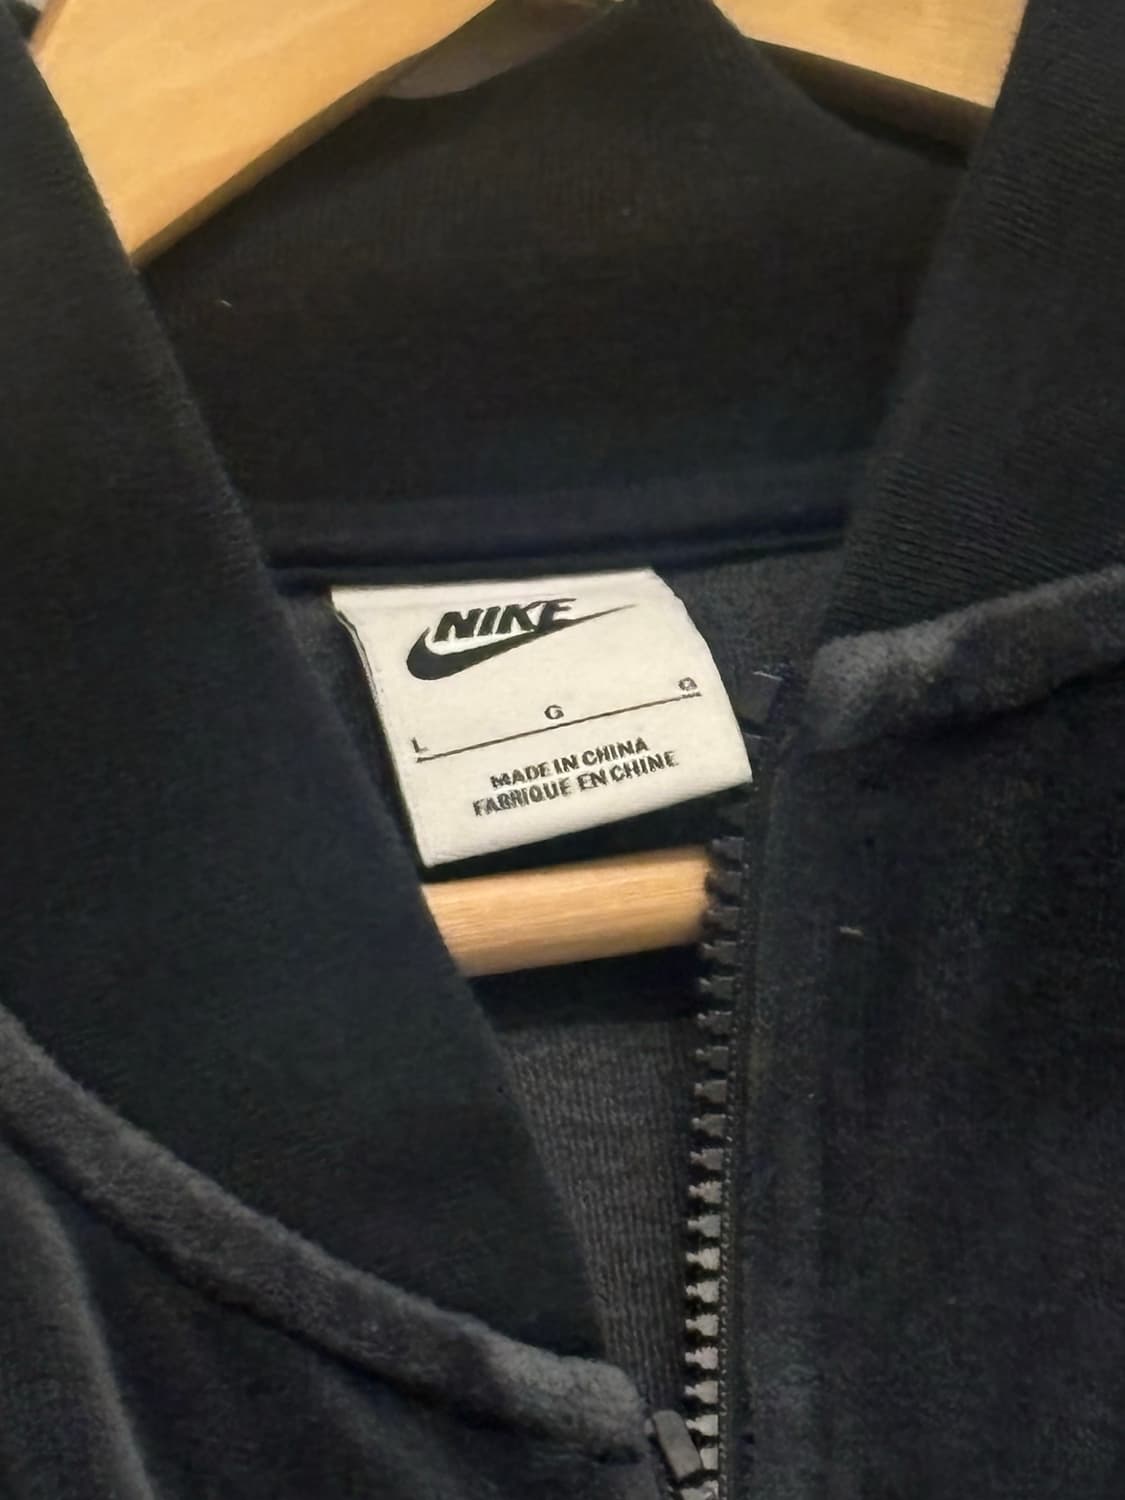 NIKE
L G G
MADE IN CHINA
FABRIQUE EN CHINE